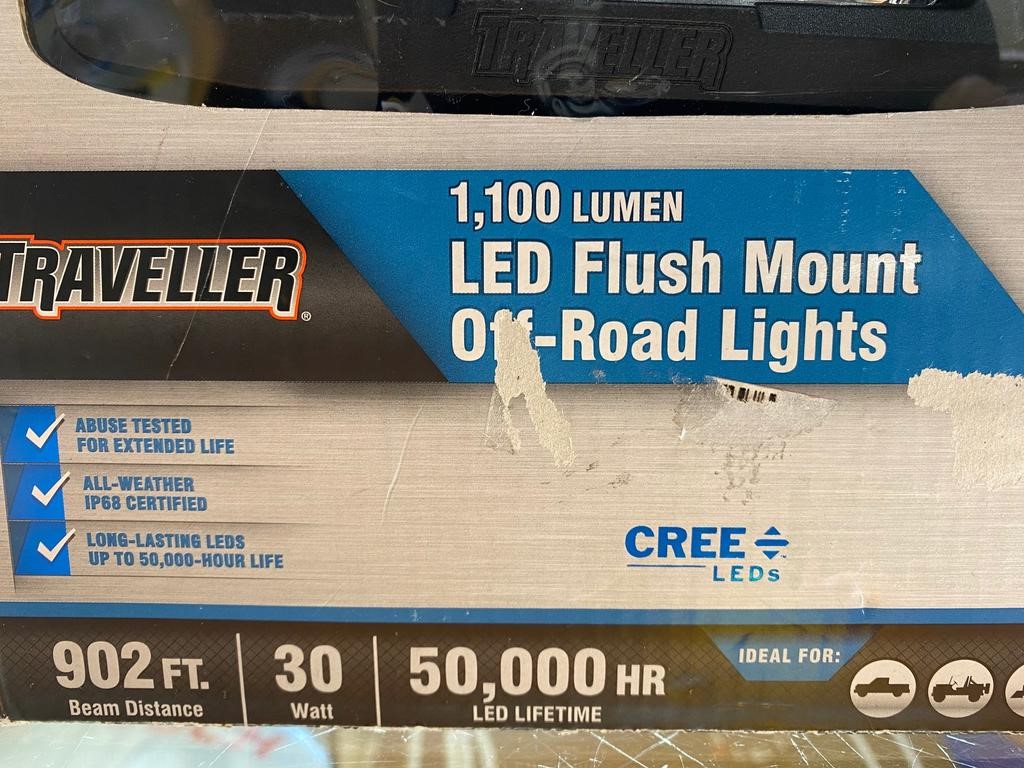 TRAVELLER
1,100 LUMEN
LED Flush Mount
Off-Road Lights
TRAVELLER®
ABUSE TESTED
FOR EXTENDED LIFE
ALL-WEATHER
IP68 CERTIFIED
LONG-LASTING LEDS
UP TO 50,000-HOUR LIFE
CREE
LEDs
902 FT.
Beam Distance
30
Watt
50,000 HR
LED LIFETIME
IDEAL FOR: